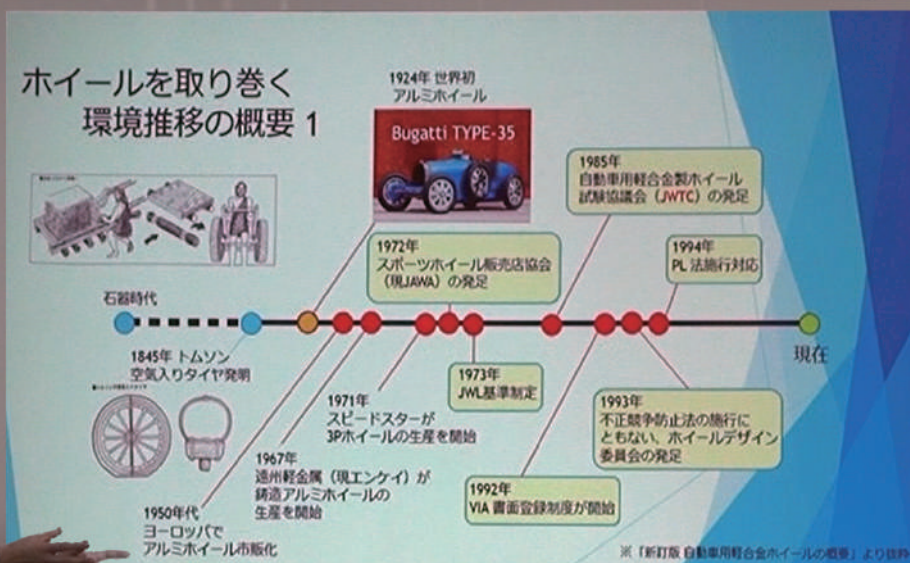 ホイールを取り巻く
環境推移の概要 1
1924年 世界初
アルミホイール
Bugatti TYPE-35
1985年
自動車用軽合金製ホイール
試験協議会（JWTC）の発足
1972年
スポーツホイール販売店協会
（現JAWA）の発足
1994年
PL 法施行対応
石器時代
現在
1845年 トムソン
空気入りタイヤ発明
1973年
JWL基準制定
1971年
スピードスターが
3Pホイールの生産を開始
1993年
不正競争防止法の施行に
ともない、ホイールデザイン
委員会の発足
1967年
遠州軽金属（現エンケイ）が
鋳造アルミホイールの
生産を開始
1992年
VIA 書面登録制度が開始
1950年代
ヨーロッパで
アルミホイール市販化
※「新訂版 自動車用軽合金ホイールの概要」より抜粋